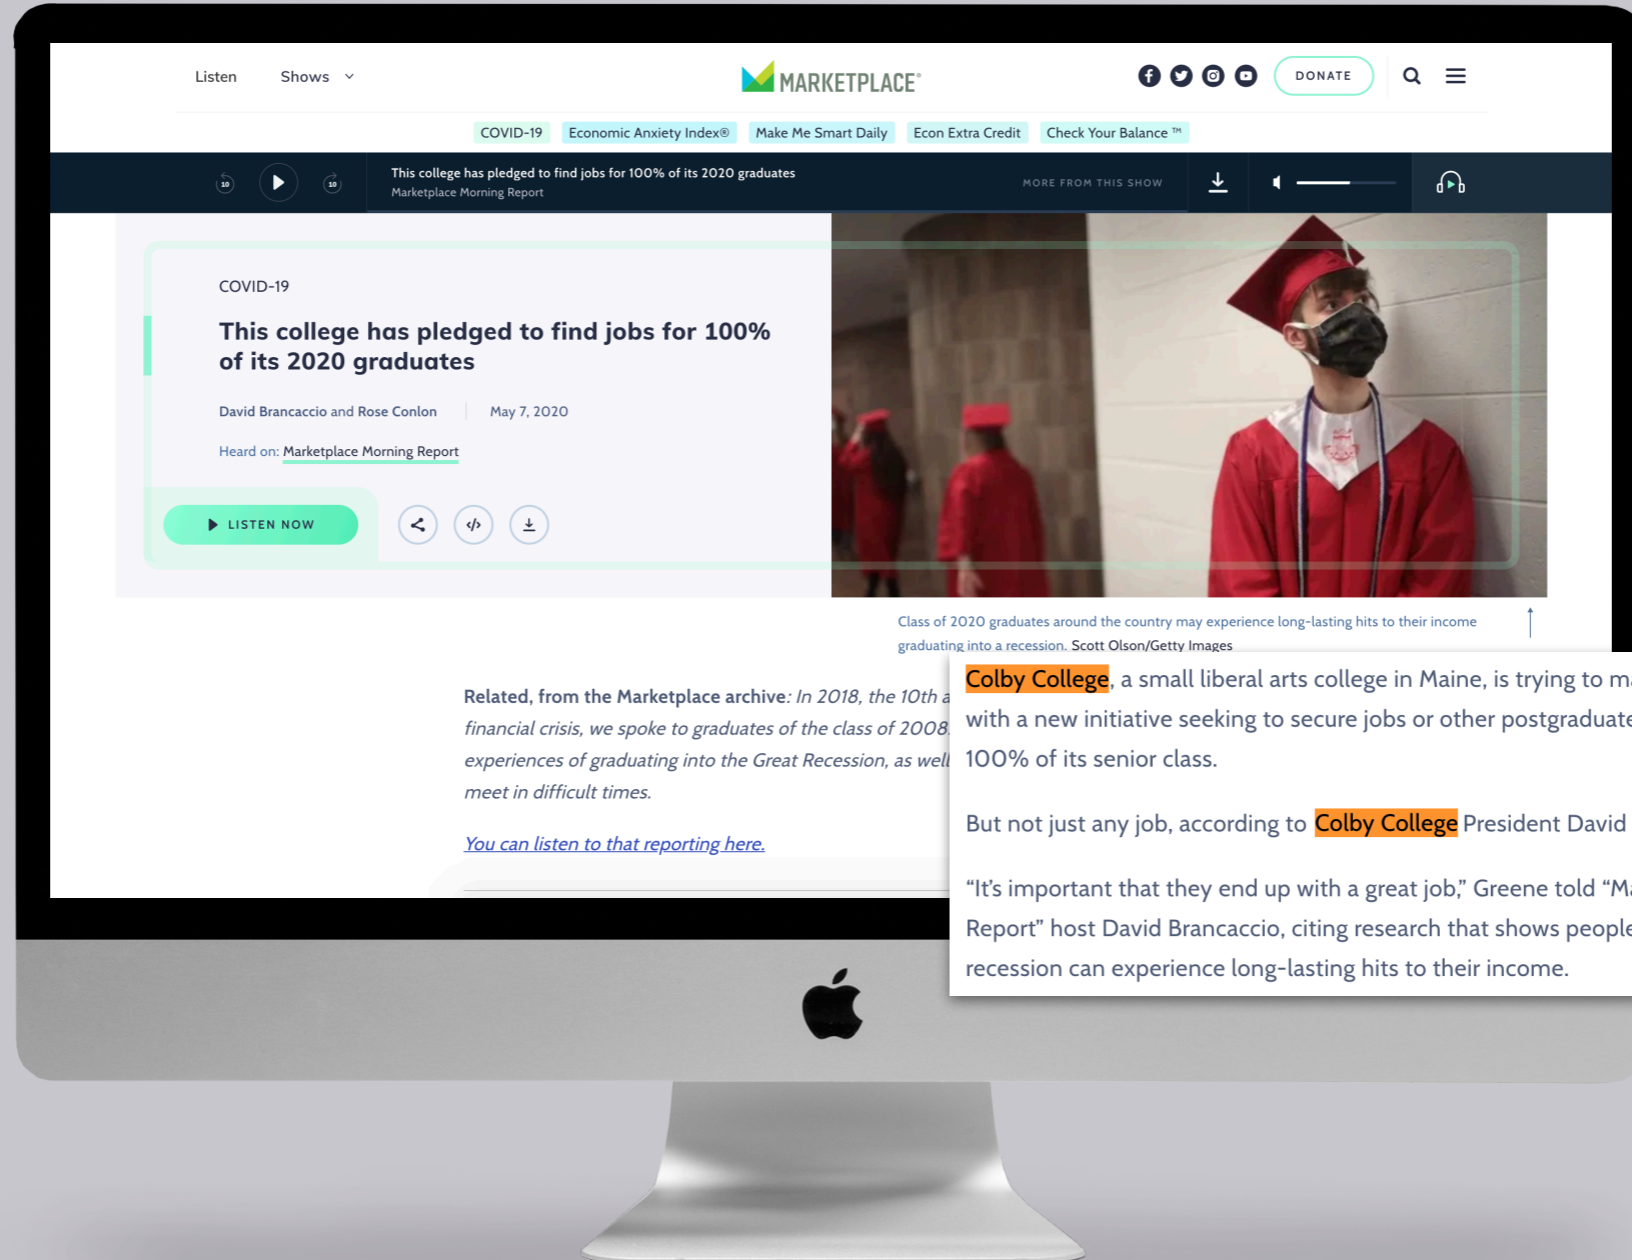 Listen
Shows
MARKETPLACE®
DONATE
COVID-19
Economic Anxiety Index®
Make Me Smart Daily
Econ Extra Credit
Check Your Balance ™
10
10
This college has pledged to find jobs for 100% of its 2020 graduates
Marketplace Morning Report
MORE FROM THIS SHOW
COVID-19
This college has pledged to find jobs for 100%
of its 2020 graduates
David Brancaccio and Rose Conlon
May 7, 2020
Heard on: Marketplace Morning Report
LISTEN NOW
Class of 2020 graduates around the country may experience long-lasting hits to their income
graduating into a recession. Scott Olson/Getty Images
Related, from the Marketplace archive: In 2018, the 10th
financial crisis, we spoke to graduates of the class of 2008
experiences of graduating into the Great Recession, as well
meet in difficult times.
You can listen to that reporting here.
Colby College, a small liberal arts college in Maine, is trying to
with a new initiative seeking to secure jobs or other postgraduate
100% of its senior class.
But not just any job, according to Colby College President David
“It’s important that they end up with a great job,” Greene told
Report” host David Brancaccio, citing research that shows people
recession can experience long-lasting hits to their income.